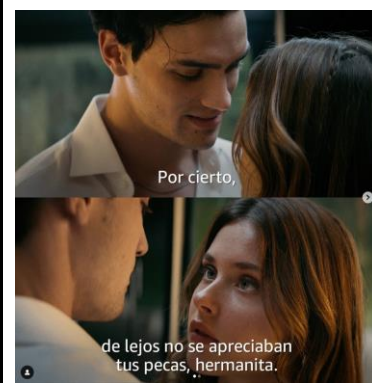 Por cierto,
de lejos no se apreciaban
tus pecas, hermanita.